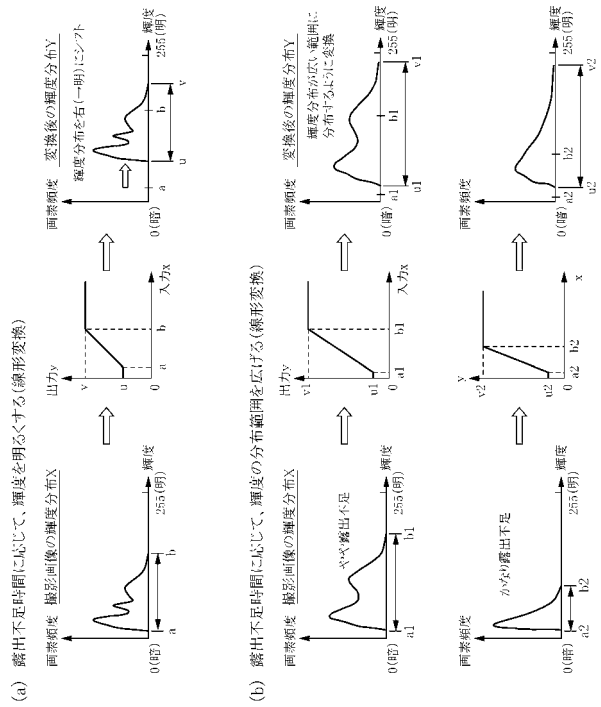 (a) 露出不足時間に応じて、輝度を明るくする(線形変換)
画素頻度
撮影画像の輝度分布X
0(暗)
a
b
255(明)
輝度
出力y
v
u
0
a
b
入力x
画素頻度
変換後の輝度分布Y
輝度分布を右(→明)にシフト
0(暗)
a
u
b
v
255(明)
輝度
(b) 露出不足時間に応じて、輝度の分布範囲を広げる(線形変換)
画素頻度
撮影画像の輝度分布X
やや露出不足
0(暗)
a1
b1
255(明)
輝度
出力y
v1
u1
0
a1
b1
入力x
画素頻度
変換後の輝度分布Y
輝度分布が広い範囲に
分布するように変換
0(暗)
a1
u1
b1
v1
255(明)
輝度
画素頻度
かなり露出不足
0(暗)
a2
b2
255(明)
輝度
y
v2
u2
0
a2
b2
x
画素頻度
0(暗)
a2
u2
b2
v2
255(明)
輝度